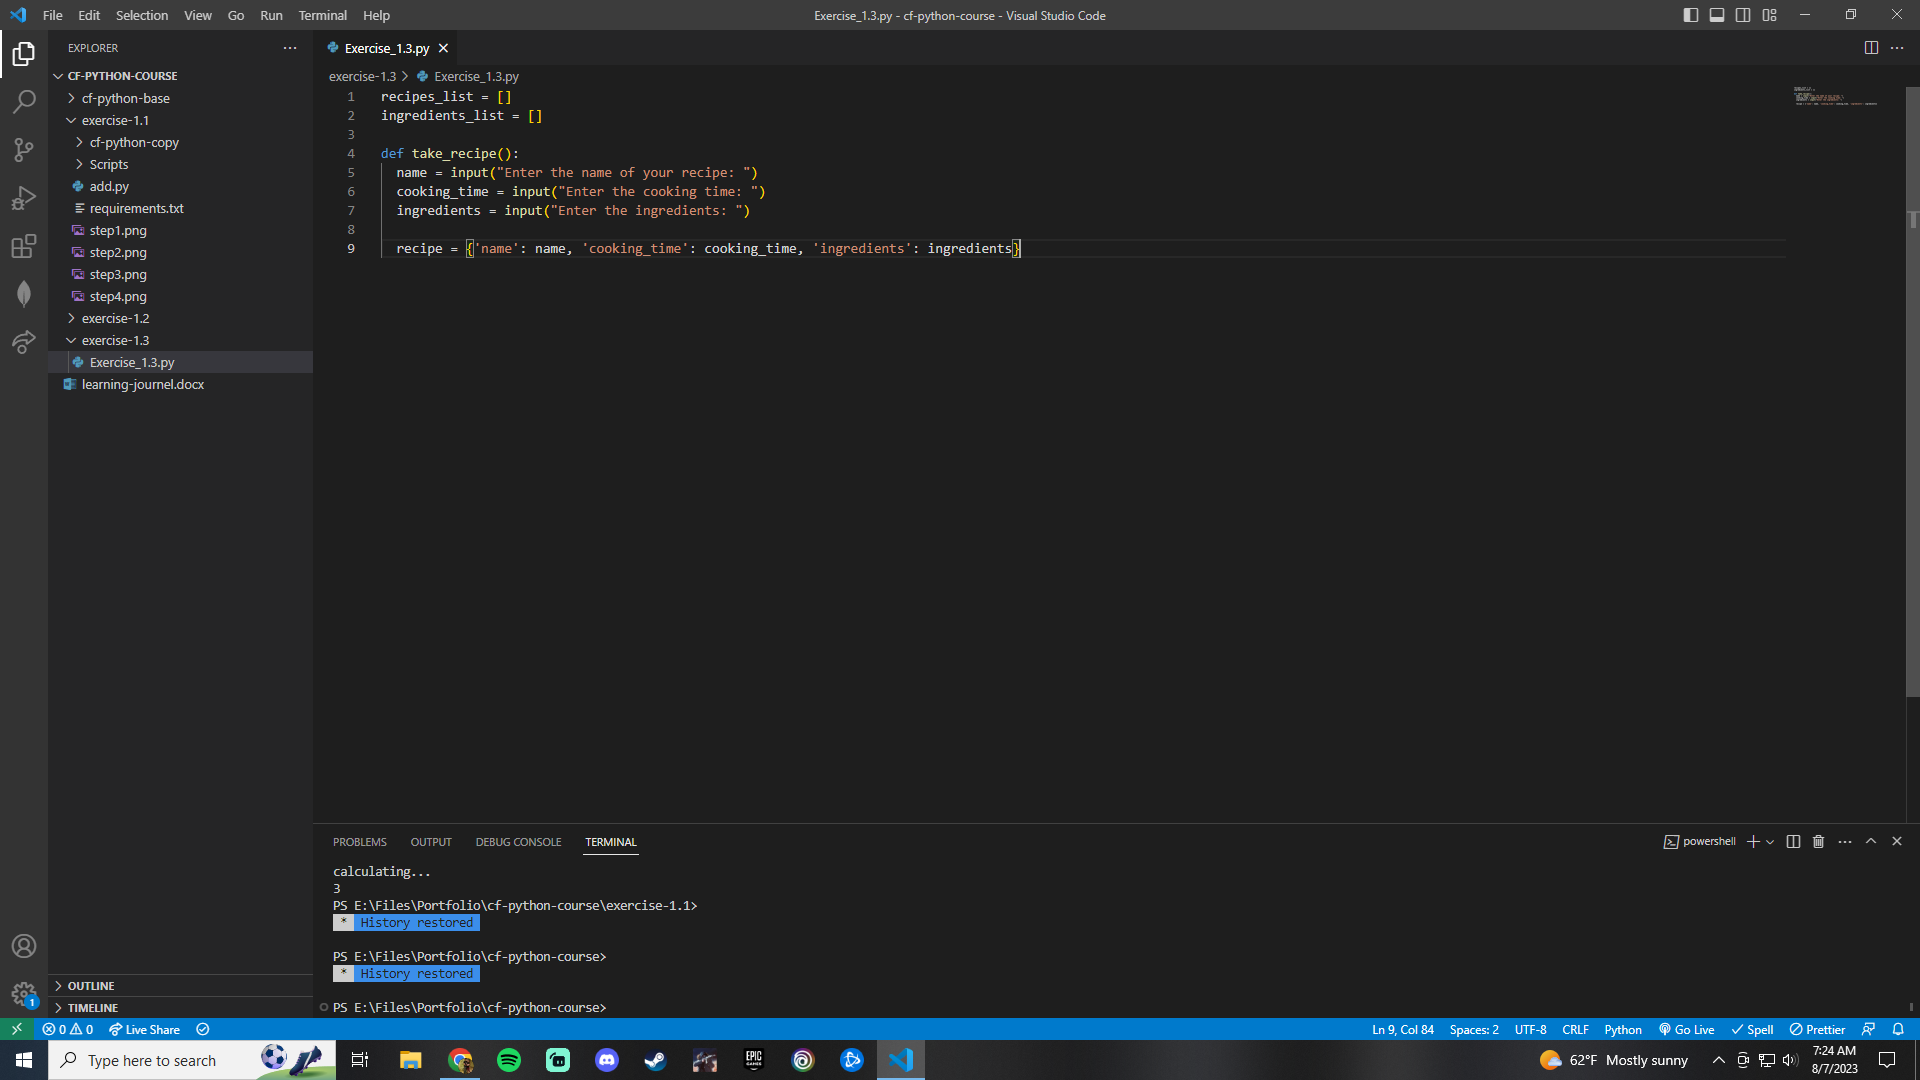 File Edit Selection View Go Run Terminal Help
Exercise_1.3.py - cf-python-course - Visual Studio Code
EXPLORER
CF-PYTHON-COURSE
cf-python-base
exercise-1.1
cf-python-copy
Scripts
add.py
requirements.txt
step1.png
step2.png
step3.png
step4.png
exercise-1.2
exercise-1.3
Exercise_1.3.py
learning-journel.docx
OUTLINE
TIMELINE
Exercise_1.3.py
exercise-1.3 > Exercise_1.3.py
1 recipes_list = []
2 ingredients_list = []
3
4 def take_recipe():
5 name = input("Enter the name of your recipe: ")
6 cooking_time = input("Enter the cooking time: ")
7 ingredients = input("Enter the ingredients: ")
8
9 recipe = {'name': name, 'cooking_time': cooking_time, 'ingredients': ingredients}
PROBLEMS OUTPUT DEBUG CONSOLE TERMINAL
powershell
calculating...
3
PS E:\Files\Portfolio\cf-python-course\exercise-1.1>
* History restored
PS E:\Files\Portfolio\cf-python-course>
* History restored
PS E:\Files\Portfolio\cf-python-course>
1
0 0 Live Share
Ln 9, Col 84 Spaces: 2 UTF-8 CRLF Python Go Live Spell Prettier
Type here to search
EPIC GAMES
62°F Mostly sunny
7:24 AM
8/7/2023